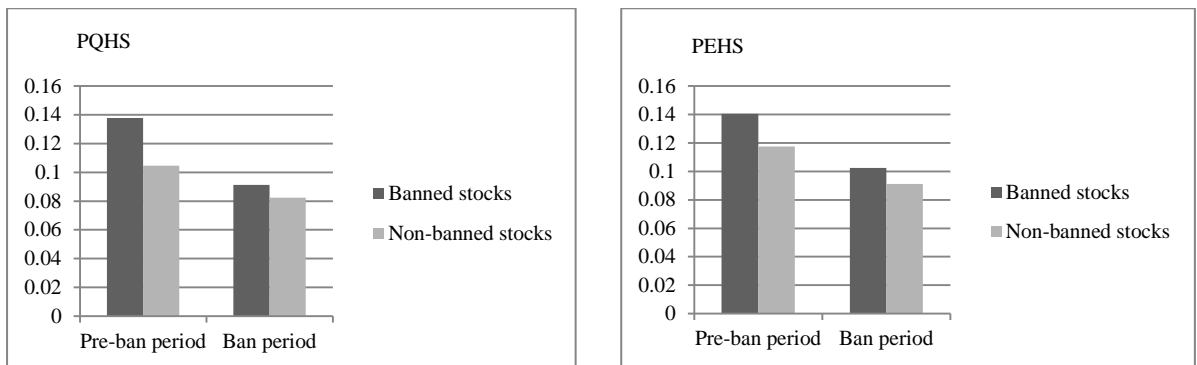 PQHS
0.16
0.14
0.12
0.1
0.08
0.06
0.04
0.02
0
Pre-ban period Ban period
Banned stocks
Non-banned stocks
PEHS
0.16
0.14
0.12
0.1
0.08
0.06
0.04
0.02
0
Pre-ban period Ban period
Banned stocks
Non-banned stocks